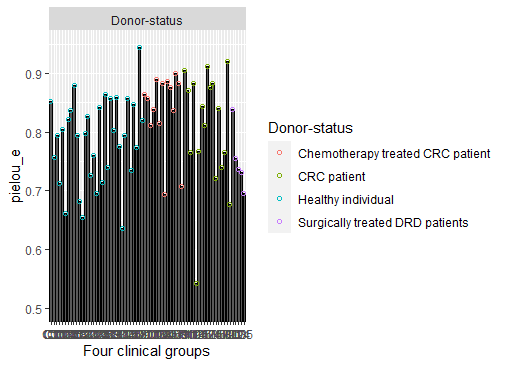 Donor-status
0.9
0.8
0.7
0.6
0.5
pielou_e
Four clinical groups
Donor-status
Chemotherapy treated CRC patient
CRC patient
Healthy individual
Surgically treated DRD patients